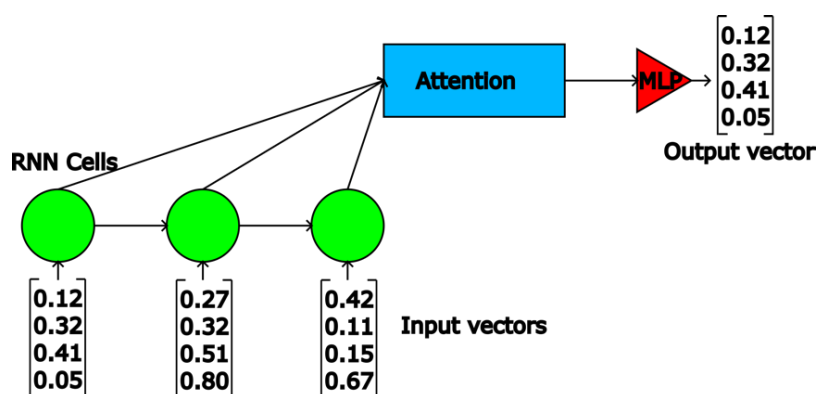 0.12
0.32
0.41
0.05
Attention
MLP
Output vector
RNN Cells
0.12 0.27 0.42
0.32 0.32 0.11
0.41 0.51 0.15
0.05 0.80 0.67
Input vectors